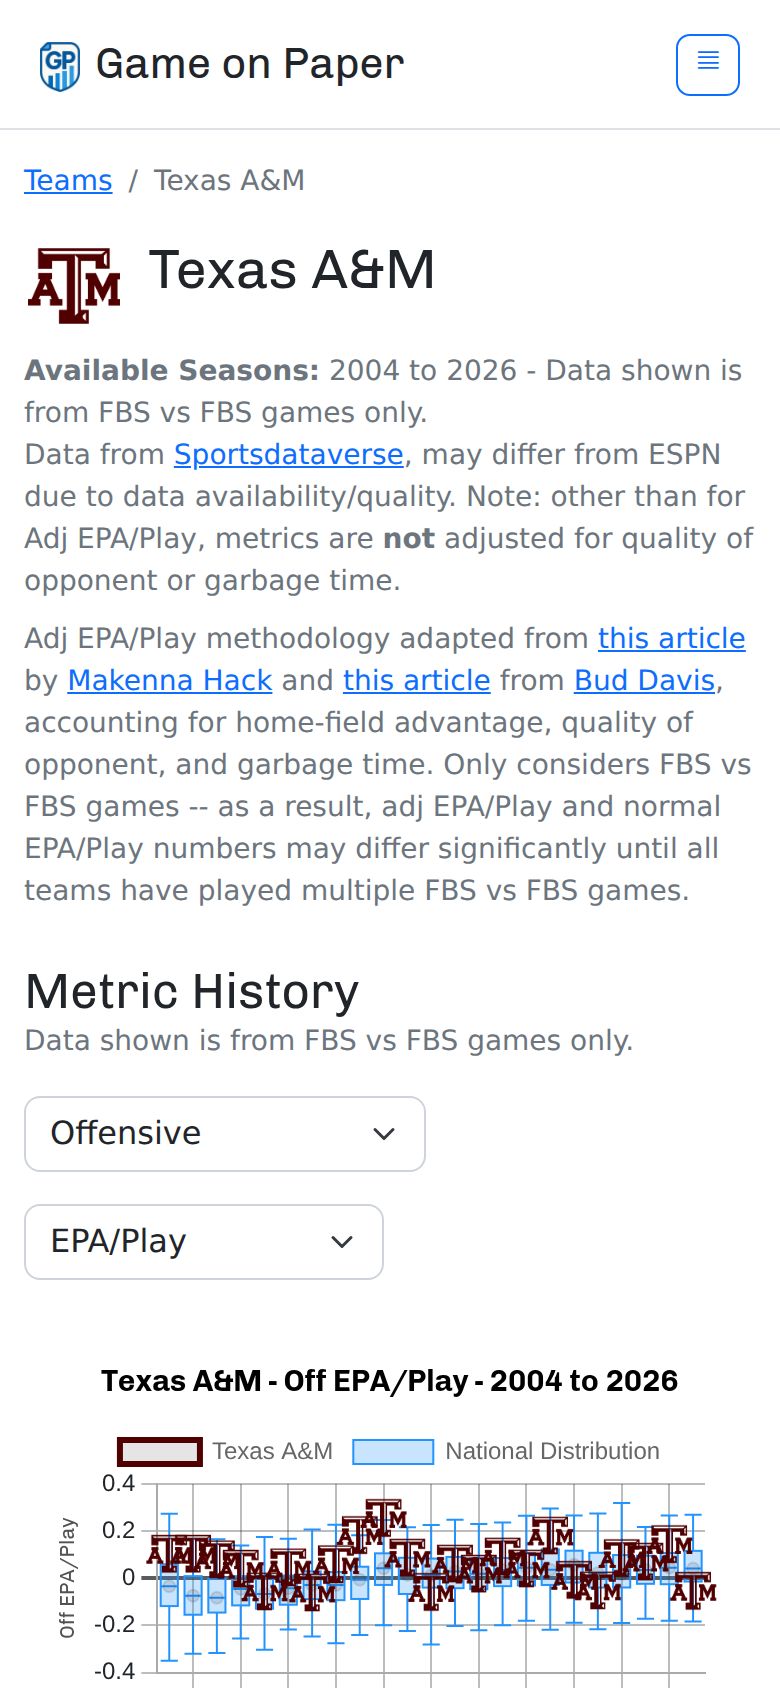 GP Game on Paper
Teams / Texas A&M
ATM Texas A&M
Available Seasons: 2004 to 2026 - Data shown is
from FBS vs FBS games only.
Data from Sportsdataverse, may differ from ESPN
due to data availability/quality. Note: other than for
Adj EPA/Play, metrics are not adjusted for quality of
opponent or garbage time.
Adj EPA/Play methodology adapted from this article
by Makenna Hack and this article from Bud Davis,
accounting for home-field advantage, quality of
opponent, and garbage time. Only considers FBS vs
FBS games -- as a result, adj EPA/Play and normal
EPA/Play numbers may differ significantly until all
teams have played multiple FBS vs FBS games.
Metric History
Data shown is from FBS vs FBS games only.
Offensive
EPA/Play
Texas A&M - Off EPA/Play - 2004 to 2026
Texas A&M
National Distribution
Off EPA/Play
0.4
0.2
0
-0.2
-0.4